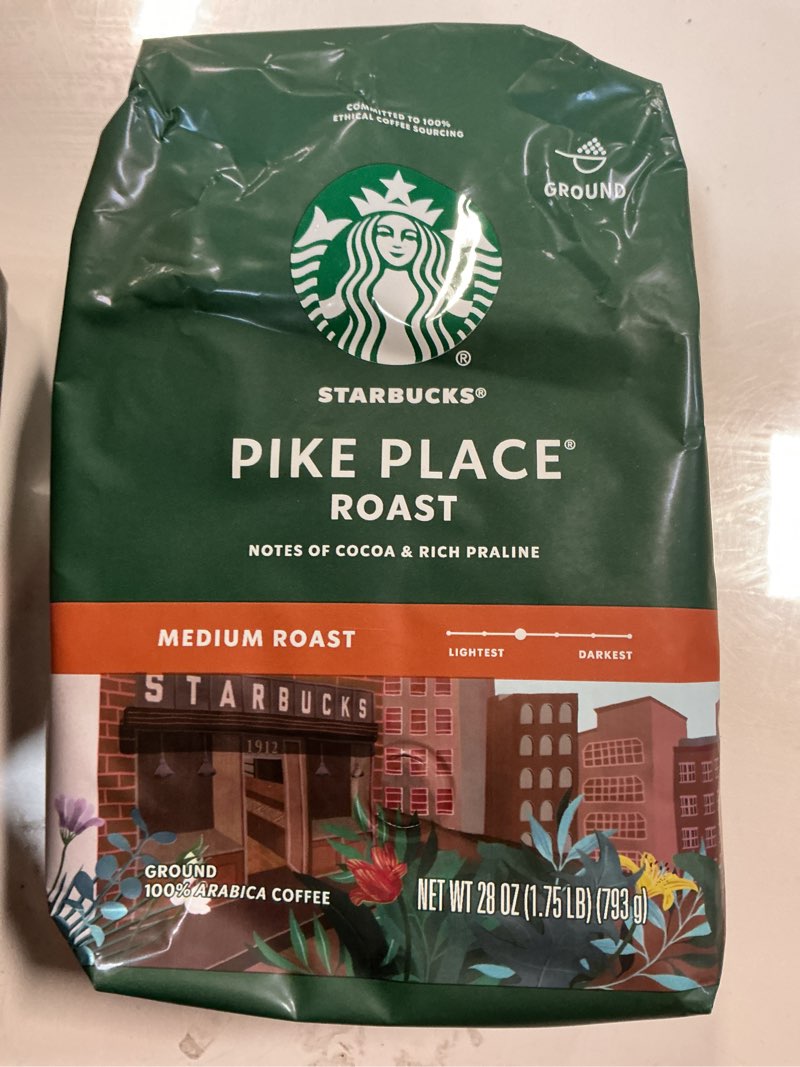 COMMITTED TO 100%
ETHICAL COFFEE SOURCING
GROUND
®
STARBUCKS®
PIKE PLACE®
ROAST
NOTES OF COCOA & RICH PRALINE
MEDIUM ROAST
LIGHTEST
DARKEST
STARBUCKS
1912
GROUND
100% ARABICA COFFEE
NET WT 28 OZ (1.75 LB) (793 g)